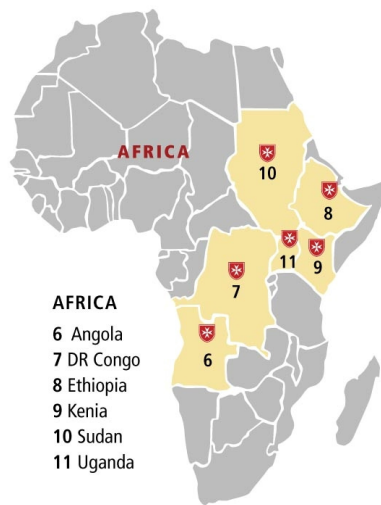 AFRICA
10
8
11
9
7
6
AFRICA
6 Angola
7 DR Congo
8 Ethiopia
9 Kenia
10 Sudan
11 Uganda